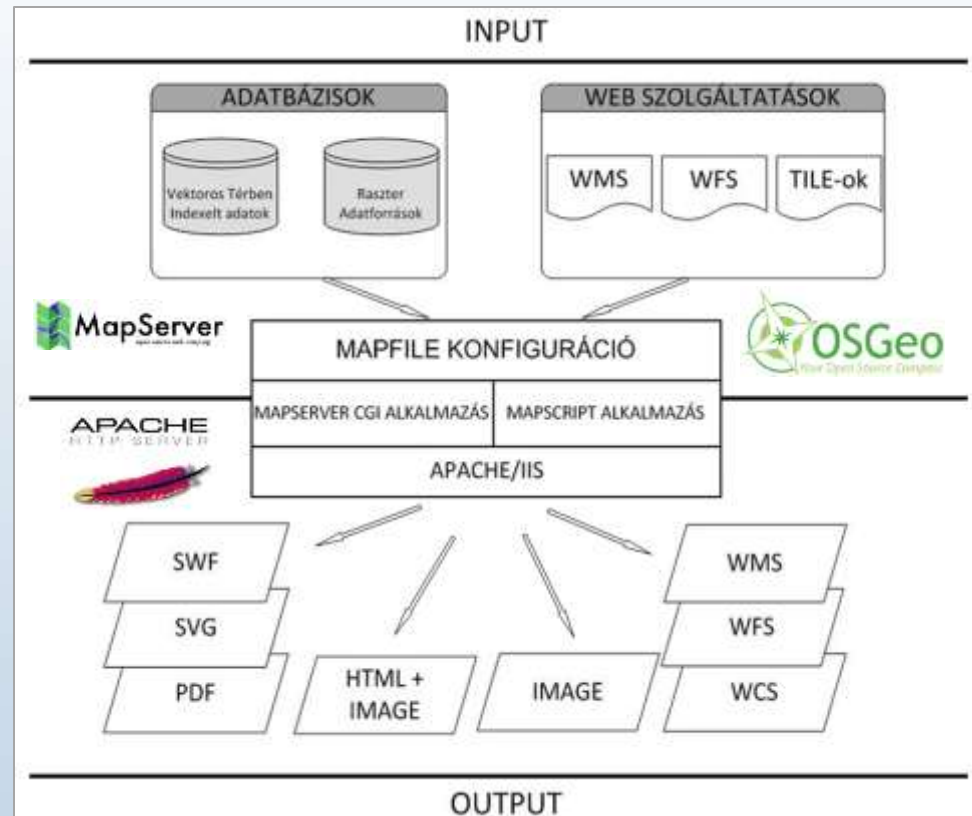 INPUT
ADATBÁZISOK
WEB SZOLGÁLTATÁSOK
Vektoros Térben
Indexelt adatok
Raszter
Adatforrások
WMS
WFS
TILE-ok
MapServer
OSGeo
Your Open Source Compass
MAPFILE KONFIGURÁCIÓ
MAPSERVER CGI ALKALMAZÁS
MAPSCRIPT ALKALMAZÁS
APACHE/IIS
APACHE
HTTP SERVER
SWF
SVG
PDF
HTML +
IMAGE
IMAGE
WMS
WFS
WCS
OUTPUT